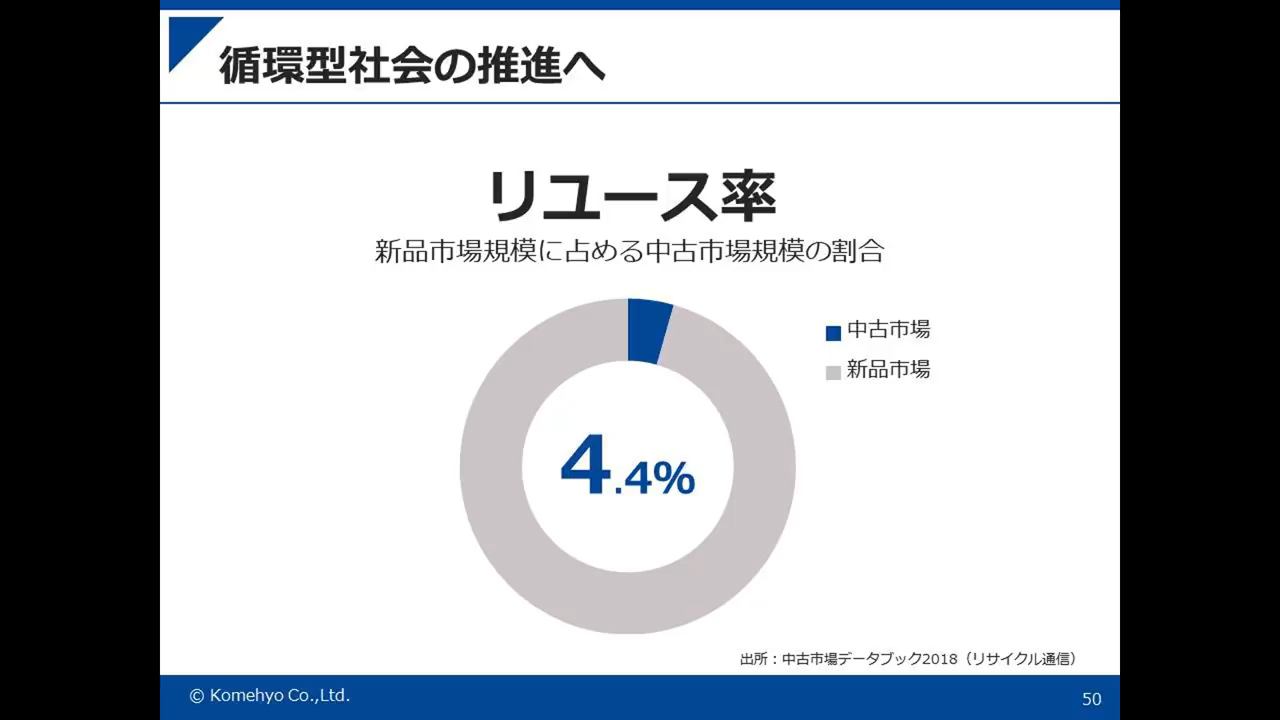 循環型社会の推進へ
リユース率
新品市場規模に占める中古市場規模の割合
中古市場
新品市場
4.4%
出所：中古市場データブック2018（リサイクル通信）
© Komehyo Co.,Ltd.
50